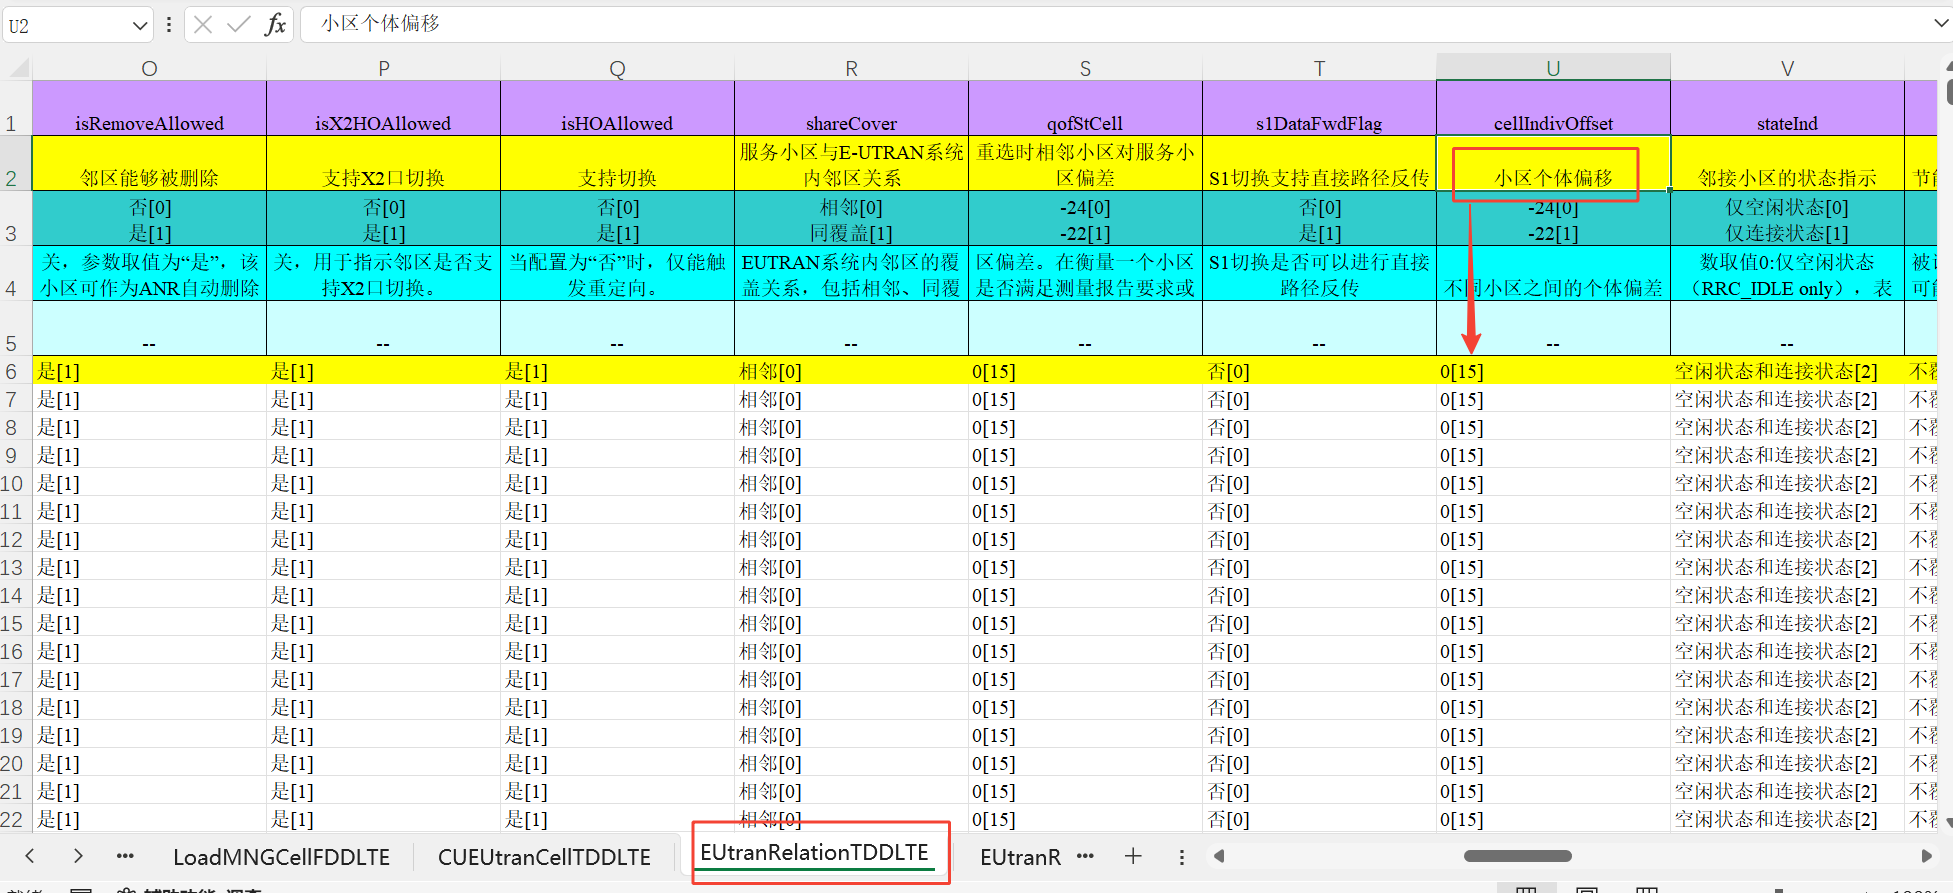 U2
fx
小区个体偏移
O P Q R S T U V
1 isRemoveAllowed isX2HOAllowed isHOAllowed shareCover qofStCell s1DataFwdFlag cellIndivOffset stateInd
服务小区与E-UTRAN系统 重选时相邻小区对服务小
2 邻区能够被删除 支持X2口切换 支持切换 内邻区关系 区偏差 S1切换支持直接路径反传 小区个体偏移 邻接小区的状态指示
否[0] 否[0] 否[0] 相邻[0] -24[0] 否[0] -24[0] 仅空闲状态[0]
3 是[1] 是[1] 是[1] 同覆盖[1] -22[1] 是[1] -22[1] 仅连接状态[1]
关，参数取值为“是”，该 关，用于指示邻区是否支 当配置为“否”时，仅能触 EUTRAN系统内邻区的覆 区偏差。在衡量一个小区 S1切换是否可以进行直接 数取值0:仅空闲状态
4 小区可作为ANR自动删除 持X2口切换。 发重定向。 盖关系，包括相邻、同覆 是否满足测量报告要求或 路径反传 不同小区之间的个体偏差 （RRC_IDLE only），表 可
5 -- -- -- -- -- -- -- --
6 是[1] 是[1] 是[1] 相邻[0] 0[15] 否[0] 0[15] 空闲状态和连接状态[2] 不
7 是[1] 是[1] 是[1] 相邻[0] 0[15] 否[0] 0[15] 空闲状态和连接状态[2] 不
8 是[1] 是[1] 是[1] 相邻[0] 0[15] 否[0] 0[15] 空闲状态和连接状态[2] 不
9 是[1] 是[1] 是[1] 相邻[0] 0[15] 否[0] 0[15] 空闲状态和连接状态[2] 不
10 是[1] 是[1] 是[1] 相邻[0] 0[15] 否[0] 0[15] 空闲状态和连接状态[2] 不
11 是[1] 是[1] 是[1] 相邻[0] 0[15] 否[0] 0[15] 空闲状态和连接状态[2] 不
12 是[1] 是[1] 是[1] 相邻[0] 0[15] 否[0] 0[15] 空闲状态和连接状态[2] 不
13 是[1] 是[1] 是[1] 相邻[0] 0[15] 否[0] 0[15] 空闲状态和连接状态[2] 不
14 是[1] 是[1] 是[1] 相邻[0] 0[15] 否[0] 0[15] 空闲状态和连接状态[2] 不
15 是[1] 是[1] 是[1] 相邻[0] 0[15] 否[0] 0[15] 空闲状态和连接状态[2] 不
16 是[1] 是[1] 是[1] 相邻[0] 0[15] 否[0] 0[15] 空闲状态和连接状态[2] 不
17 是[1] 是[1] 是[1] 相邻[0] 0[15] 否[0] 0[15] 空闲状态和连接状态[2] 不
18 是[1] 是[1] 是[1] 相邻[0] 0[15] 否[0] 0[15] 空闲状态和连接状态[2] 不
19 是[1] 是[1] 是[1] 相邻[0] 0[15] 否[0] 0[15] 空闲状态和连接状态[2] 不
20 是[1] 是[1] 是[1] 相邻[0] 0[15] 否[0] 0[15] 空闲状态和连接状态[2] 不
21 是[1] 是[1] 是[1] 相邻[0] 0[15] 否[0] 0[15] 空闲状态和连接状态[2] 不
22 是[1] 是[1] 是[1] 相邻[0] 0[15] 否[0] 0[15] 空闲状态和连接状态[2] 不
LoadMNGCellFDDLTE CUEUtranCellTDDLTE EUtranRelationTDDLTE EUtranR